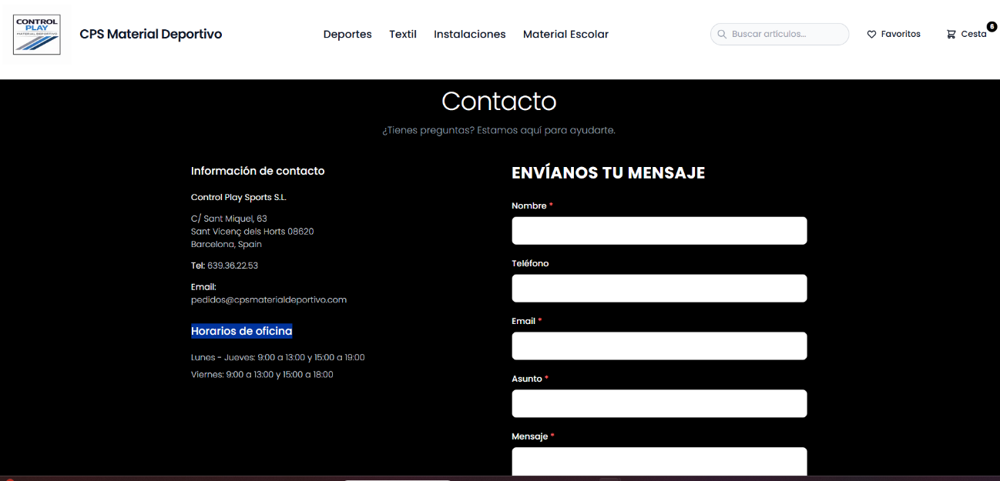 CONTROL
PLAY
MATERIAL DEPORTIVO
CPS Material Deportivo
Deportes
Textil
Instalaciones
Material Escolar
Buscar artículos...
Favoritos
Cesta
6
Contacto
¿Tienes preguntas? Estamos aquí para ayudarte.
Información de contacto
Control Play Sports S.L.
C/ Sant Miquel, 63
Sant Vicenç dels Horts 08620
Barcelona, Spain
Tel: 639.36.22.53
Email:
pedidos@cpsmaterialdeportivo.com
Horarios de oficina
Lunes - Jueves: 9:00 a 13:00 y 15:00 a 19:00
Viernes: 9:00 a 13:00 y 15:00 a 18:00
ENVÍANOS TU MENSAJE
Nombre *
Teléfono
Email *
Asunto *
Mensaje *